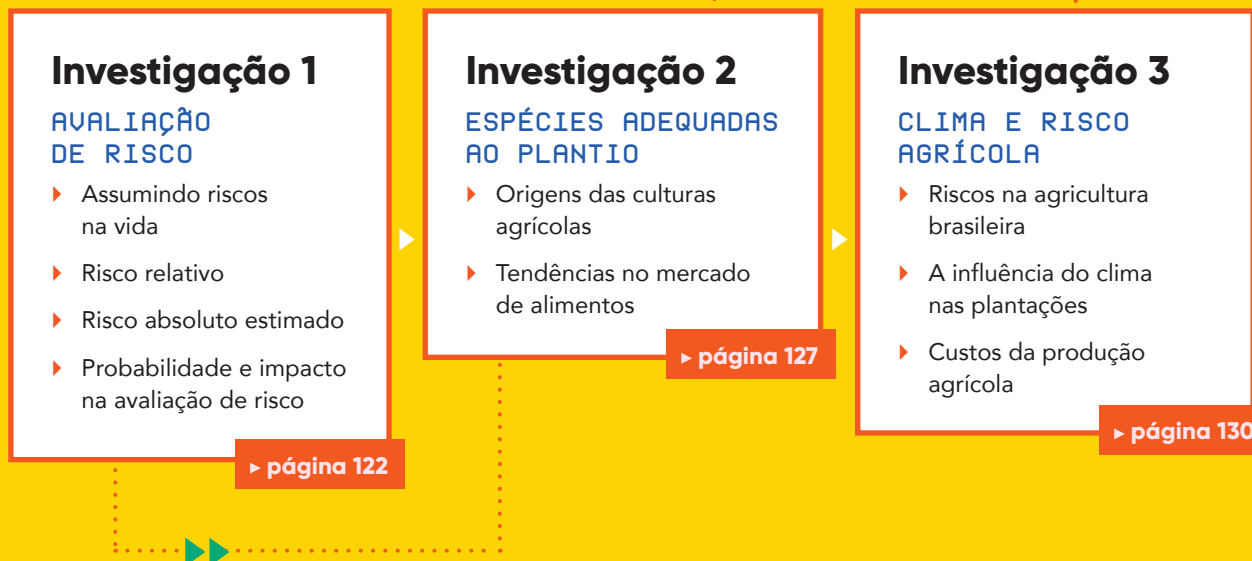 Investigação 1
AVALIAÇÃO
DE RISCO
Assumindo riscos
na vida
Risco relativo
Risco absoluto estimado
Probabilidade e impacto
na avaliação de risco
▸ página 122
Investigação 2
ESPÉCIES ADEQUADAS
AO PLANTIO
Origens das culturas
agrícolas
Tendências no mercado
de alimentos
▸ página 127
Investigação 3
CLIMA E RISCO
AGRÍCOLA
Riscos na agricultura
brasileira
A influência do clima
nas plantações
Custos da produção
agrícola
▸ página 130